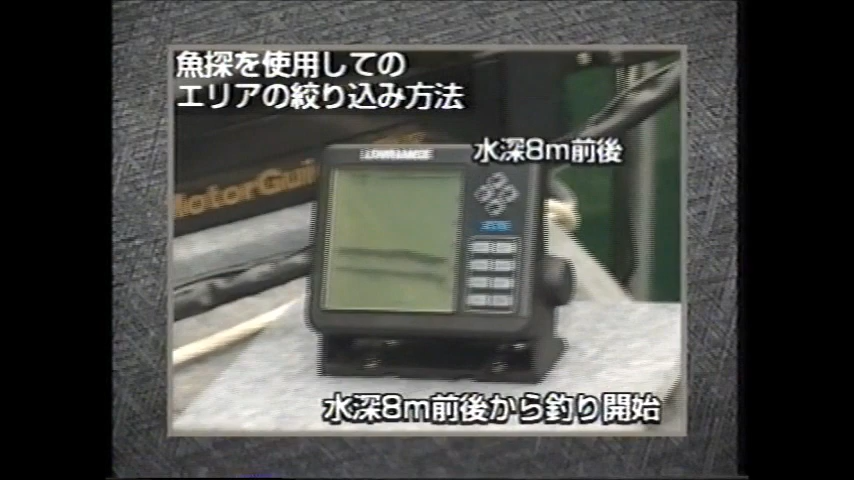 魚探を使用しての
エリアの絞り込み方法
水深8m前後
LOWRANCE
MotorGui
水深8m前後から釣り開始